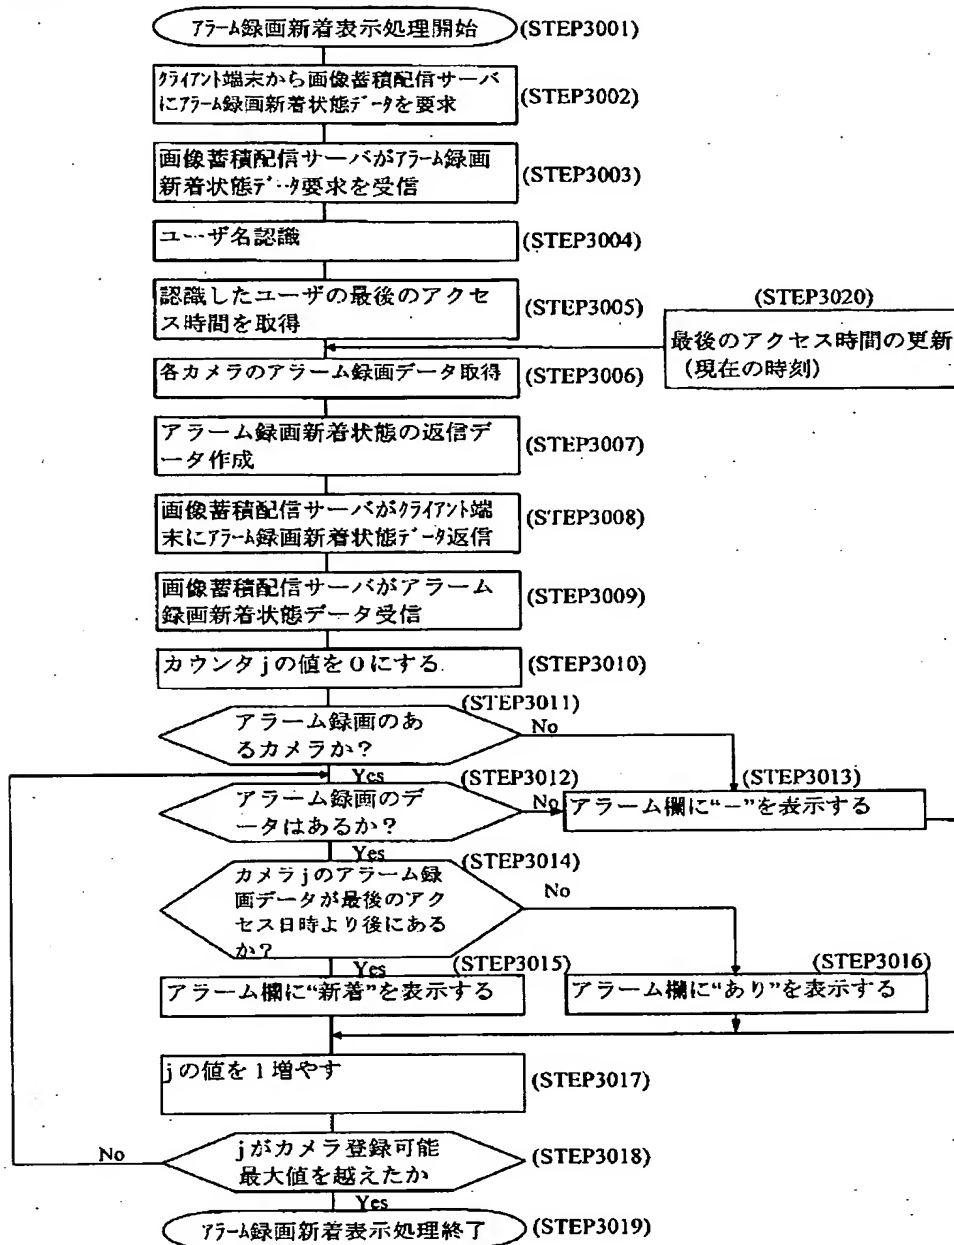 アラーム録画新着表示処理開始 (STEP3001)
クライアント端末から画像蓄積配信サーバ
にアラーム録画新着状態データを要求
(STEP3002)
画像蓄積配信サーバがアラーム録画
新着状態データ要求を受信
(STEP3003)
ユーザ名認識
(STEP3004)
認識したユーザの最後のアクセ
ス時間を取得
(STEP3005)
(STEP3020)
最後のアクセス時間の更新
(現在の時刻)
各カメラのアラーム録画データ取得
(STEP3006)
アラーム録画新着状態の返信デ
ータ作成
(STEP3007)
画像蓄積配信サーバがクライアント端
末にアラーム録画新着状態データ返信
(STEP3008)
画像蓄積配信サーバがアラーム
録画新着状態データ受信
(STEP3009)
カウンタjの値を0にする
(STEP3010)
(STEP3011)
アラーム録画のあ
るカメラか?
No
Yes
(STEP3012)
アラーム録画のデ
ータはあるか?
No
(STEP3013)
アラーム欄に“−”を表示する
Yes
(STEP3014)
カメラjのアラーム録
画データが最後のアク
セス日時より後にある
か?
No
Yes
(STEP3015)
アラーム欄に“新着”を表示する
(STEP3016)
アラーム欄に“あり”を表示する
jの値を1増やす
(STEP3017)
jがカメラ登録可能
最大値を越えたか
(STEP3018)
No
Yes
アラーム録画新着表示処理終了
(STEP3019)